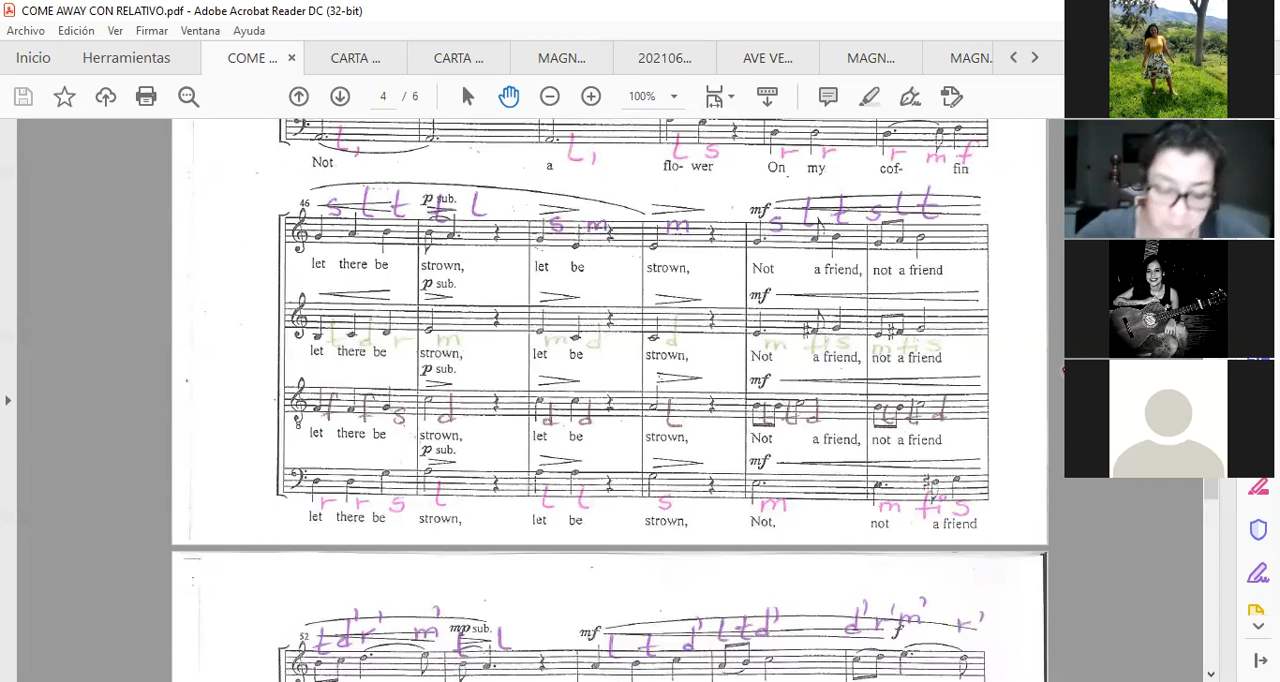 COME AWAY CON RELATIVO.pdf - Adobe Acrobat Reader DC (32-bit)
Archivo Edición Ver Firmar Ventana Ayuda
Inicio Herramientas COME ... × CARTA ... CARTA ... MAGN... 202106... AVE VE... MAGN... MAGN.
4 / 6 100%
L, L, L s r r r m f
Not a flo- wer On my cof- fin
46 p sub. mf
s l t t l s m m s l t s l t
let there be strown, let be strown, Not a friend, not a friend
p sub. mf
t d r m m d d m fi s m fi s
let there be strown, let be strown, Not a friend, not a friend
p sub. mf
f f s d d d t t d t d
let there be strown, let be strown, Not a friend, not a friend
p sub. mf
r r s l l l s m m fi s
let there be strown, let be strown, Not, not a friend
52 mp sub. mf f
t d' r' m' t l l t d' l t d' d' r' m' r'